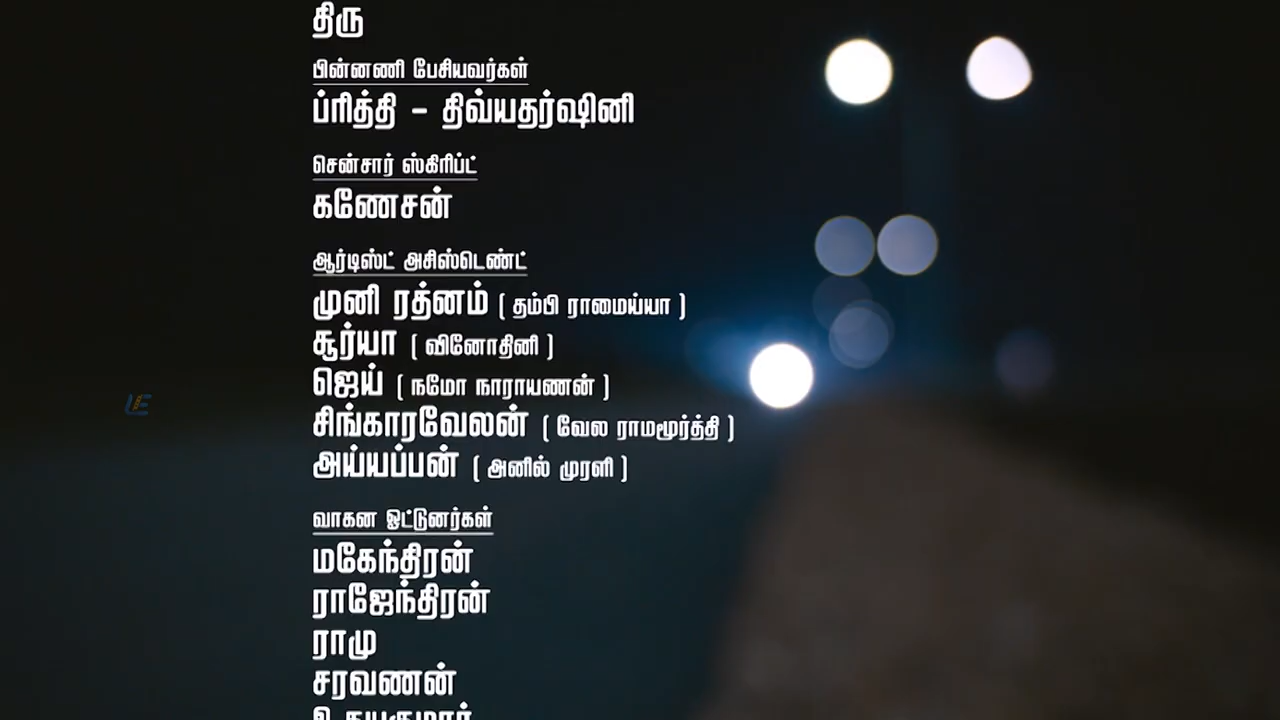 திரு
பின்னணி பேசியவர்கள்
ப்ரித்தி - திவ்யதர்ஷினி
சென்சார் ஸ்கிரிப்ட்
கணேசன்
ஆர்டிஸ்ட் அசிஸ்டெண்ட்
முனி ரத்னம் ( தம்பி ராமைய்யா )
சூர்யா ( வினோதினி )
ஜெய் ( நமோ நாராயணன் )
சிங்காரவேலன் ( வேல ராமமூர்த்தி )
அய்யப்பன் ( அனில் முரளி )
வாகன ஓட்டுனர்கள்
மகேந்திரன்
ராஜேந்திரன்
ராமு
சரவணன்